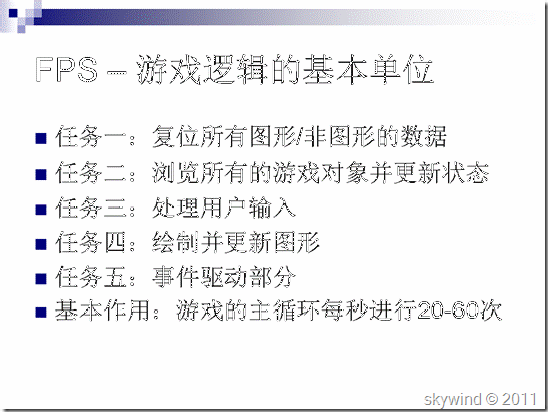 FPS – 游戏逻辑的基本单位
任务一：复位所有图形/非图形的数据
任务二：浏览所有的游戏对象并更新状态
任务三：处理用户输入
任务四：绘制并更新图形
任务五：事件驱动部分
基本作用：游戏的主循环每秒进行20-60次
skywind © 2011